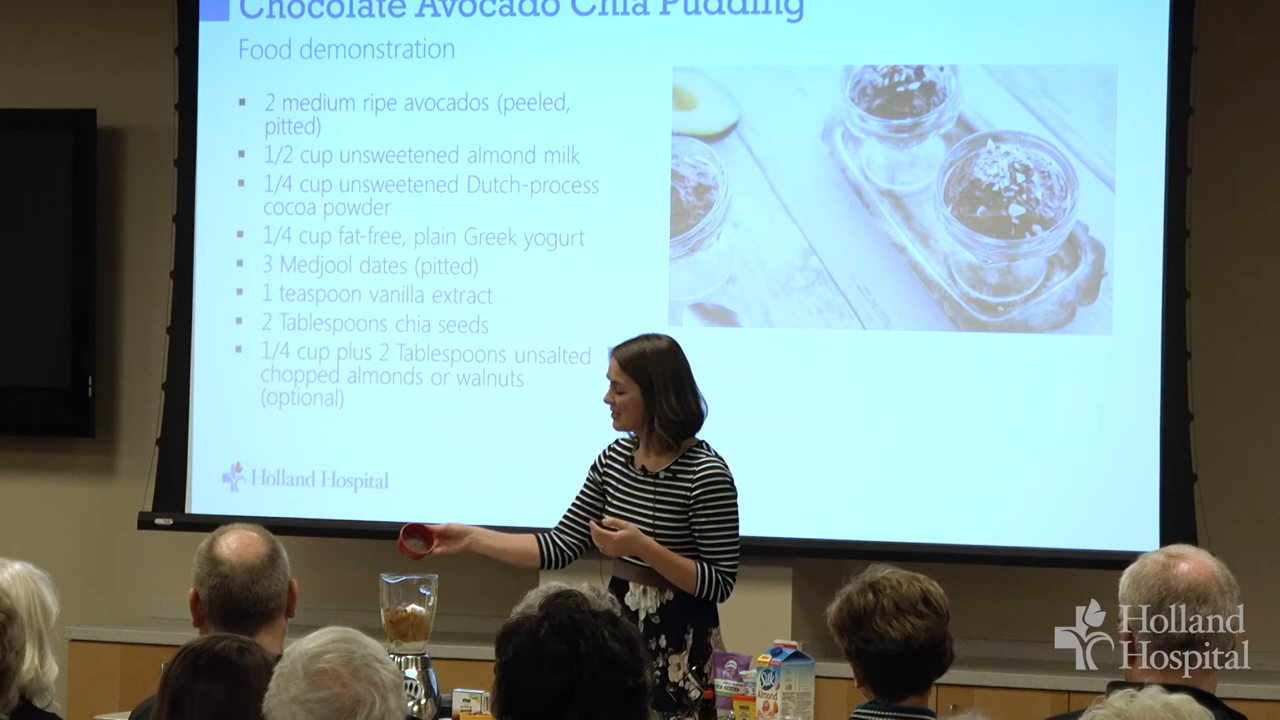 Chocolate Avocado Chia Pudding
Food demonstration
▪ 2 medium ripe avocados (peeled,
pitted)
▪ 1/2 cup unsweetened almond milk
▪ 1/4 cup unsweetened Dutch-process
cocoa powder
▪ 1/4 cup fat-free, plain Greek yogurt
▪ 3 Medjool dates (pitted)
▪ 1 teaspoon vanilla extract
▪ 2 Tablespoons chia seeds
▪ 1/4 cup plus 2 Tablespoons unsalted
chopped almonds or walnuts
(optional)
Holland Hospital
Silk
Almond
Holland
Hospital